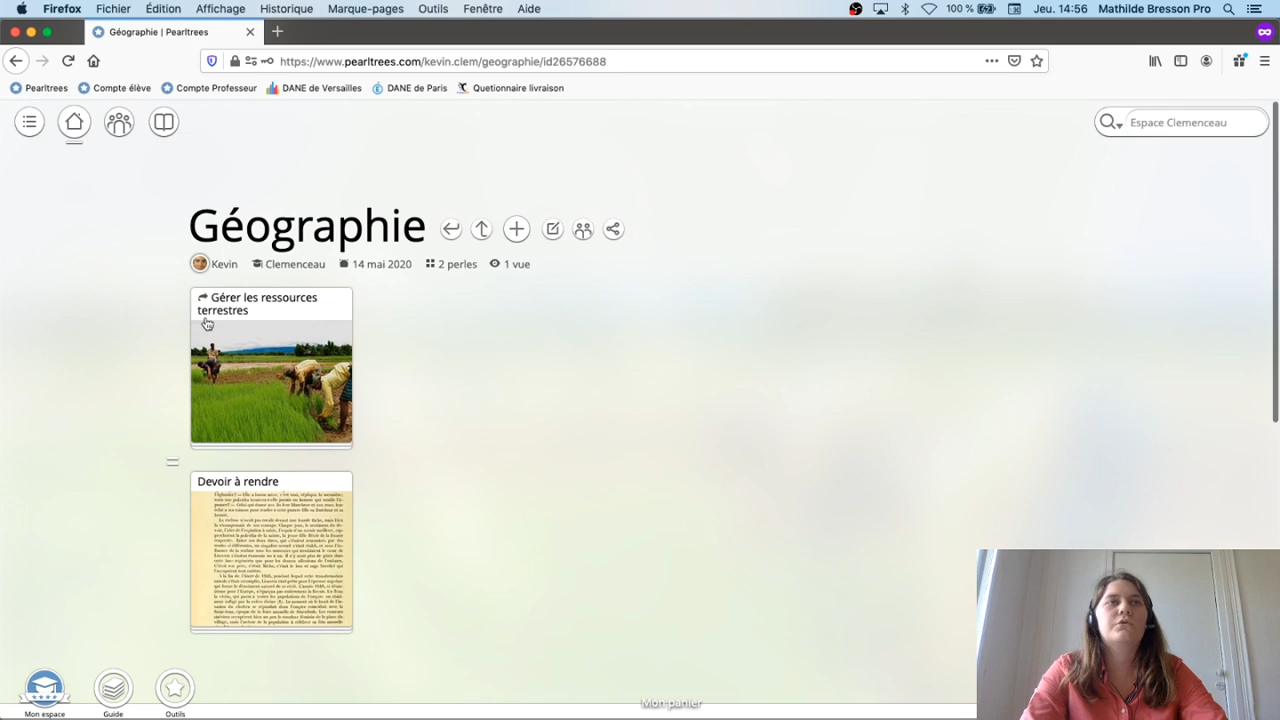 Firefox Fichier Édition Affichage Historique Marque-pages Outils Fenêtre Aide 100 % Jeu. 14:56 Mathilde Bresson Pro
Géographie | Pearltrees
https://www.pearltrees.com/kevin.clem/geographie/id26576688
Pearltrees Compte élève Compte Professeur DANE de Versailles DANE de Paris Quetionnaire livraison
Espace Clemenceau
Géographie
Kevin Clemenceau 14 mai 2020 2 perles 1 vue
Gérer les ressources
terrestres
Devoir à rendre
Mon panier
Mon espace Guide Outils